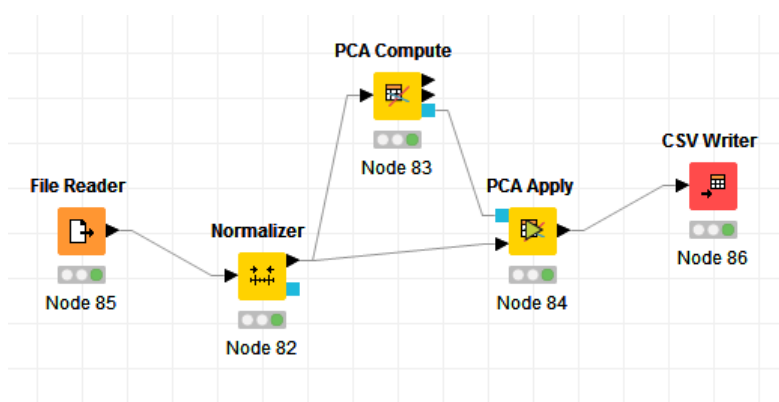 PCA Compute
Node 83
CSV Writer
Node 86
File Reader
Node 85
PCA Apply
Node 84
Normalizer
Node 82